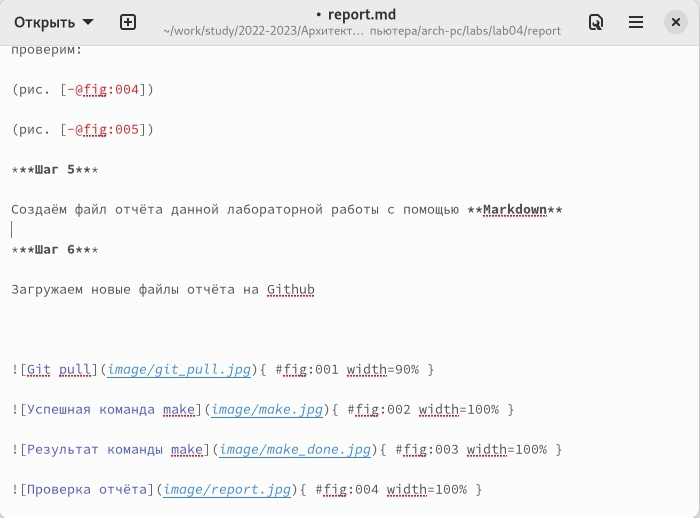 Открыть
• report.md
~/work/study/2022-2023/Архитект… пьютера/arch-pc/labs/lab04/report
проверим:
(рис. [-@fig:004])
(рис. [-@fig:005])
***Шаг 5***
Создаём файл отчёта данной лабораторной работы с помощью **Markdown**
***Шаг 6***
Загружаем новые файлы отчёта на Github
![Git pull](image/git_pull.jpg){ #fig:001 width=90% }
![Успешная команда make](image/make.jpg){ #fig:002 width=100% }
![Результат команды make](image/make_done.jpg){ #fig:003 width=100% }
![Проверка отчёта](image/report.jpg){ #fig:004 width=100% }